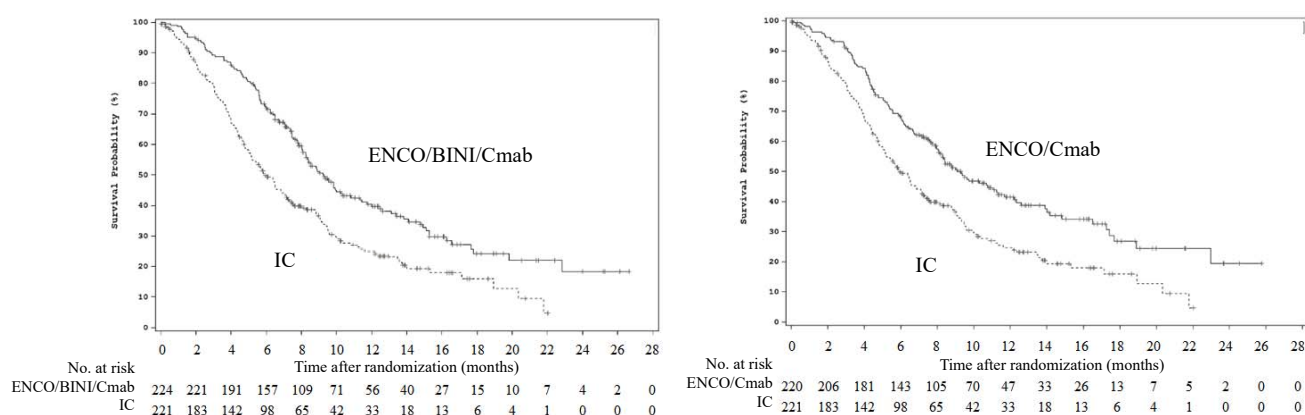 100
90
80
70
60
50
40
30
20
10
0
Survival Probability (%)
ENCO/BINI/Cmab
IC
0 2 4 6 8 10 12 14 16 18 20 22 24 26 28
No. at risk
Time after randomization (months)
ENCO/BINI/Cmab 224 221 191 157 109 71 56 40 27 15 10 7 4 2 0
IC 221 183 142 98 65 42 33 18 13 6 4 1 0 0 0
100
90
80
70
60
50
40
30
20
10
0
Survival Probability (%)
ENCO/Cmab
IC
0 2 4 6 8 10 12 14 16 18 20 22 24 26 28
No. at risk
Time after randomization (months)
ENCO/Cmab 220 206 181 143 105 70 47 33 26 13 7 5 2 0 0
IC 221 183 142 98 65 42 33 18 13 6 4 1 0 0 0